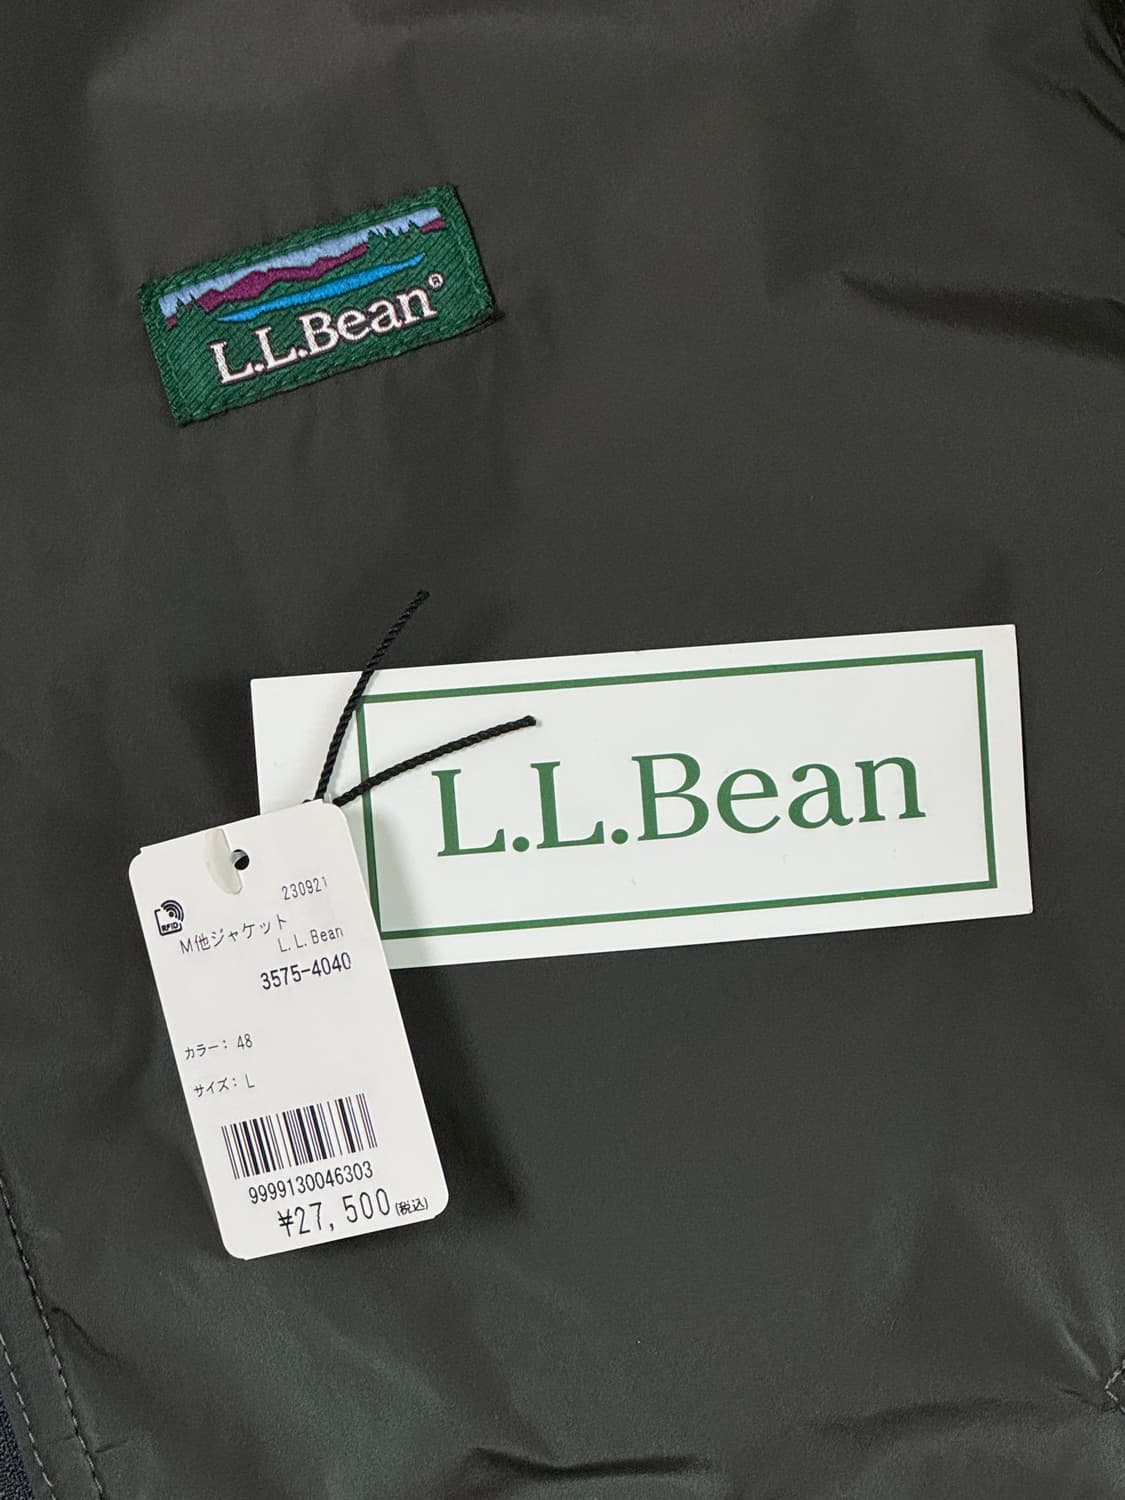 L.L.Bean®
L.L.Bean
230921
RFID
M他ジャケット
L.L.Bean
3575-4040
カラー: 48
サイズ: L
9999130046303
¥27,500(税込)